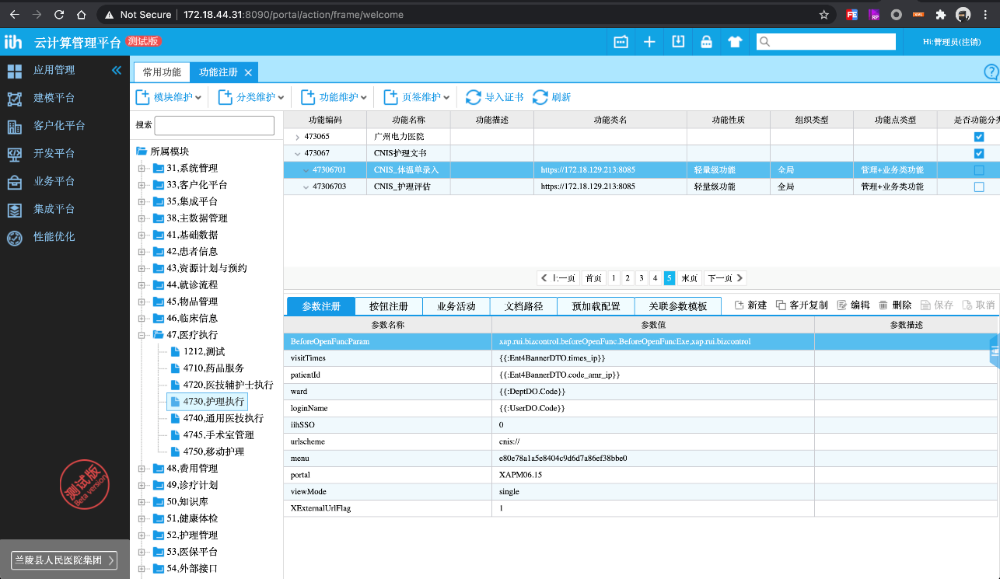 Not Secure 172.18.44.31:8090/portal/action/frame/welcome
FE RP XML
iih 云计算管理平台 测试版 Hi:管理员(注销)
应用管理
建模平台
客户化平台
开发平台
业务平台
集成平台
性能优化
测试版
Beta version
兰陵县人民医院集团
常用功能 功能注册
模块维护 分类维护 功能维护 页签维护 导入证书 刷新
搜索
所属模块
31,系统管理
33,客户化平台
35,集成平台
38,主数据管理
41,基础数据
42,患者信息
43,资源计划与预约
44,就诊流程
45,物品管理
46,临床信息
47,医疗执行
1212,测试
4710,药品服务
4720,医技辅护士执行
4730,护理执行
4740,通用医技执行
4745,手术室管理
4750,移动护理
48,费用管理
49,诊疗计划
50,知识库
51,健康体检
52,护理管理
53,医保平台
54,外部接口
功能编码 功能名称 功能描述 功能类名 功能性质 组织类型 功能点类型 是否功能分类
473065 广州电力医院
473067 CNIS护理文书
47306701 CNIS_体温单录入 https://172.18.129.213:8085 轻量级功能 全局 管理+业务类功能
47306703 CNIS_护理评估 https://172.18.129.213:8085 轻量级功能 全局 管理+业务类功能
上一页 首页 1 2 3 4 5 末页 下一页
参数注册 按钮注册 业务活动 文档路径 预加载配置 关联参数模板 新建 客开复制 编辑 删除 保存 取消
参数名称 参数值 参数描述
BeforeOpenFuncParam xap.rui.bizcontrol.beforeOpenFunc.BeforeOpenFuncExe,xap.rui.bizcontrol
visitTimes {{:Ent4BannerDTO.times_ip}}
patientId {{:Ent4BannerDTO.code_amr_ip}}
ward {{:DeptDO.Code}}
loginName {{:UserDO.Code}}
iihSSO 0
urlscheme cnis://
menu e80e78a1a5e8404c9d6d7a86ef38bbe0
portal XAPM06.15
viewMode single
XExternalUrlFlag 1